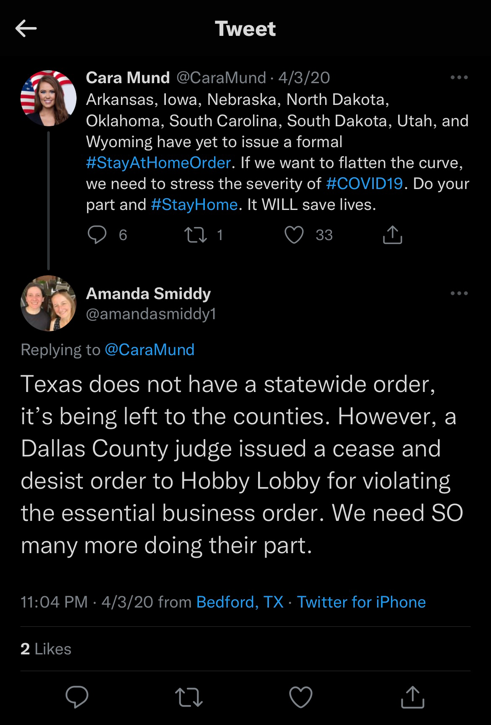 Tweet
Cara Mund @CaraMund · 4/3/20
Arkansas, Iowa, Nebraska, North Dakota,
Oklahoma, South Carolina, South Dakota, Utah, and
Wyoming have yet to issue a formal
#StayAtHomeOrder. If we want to flatten the curve,
we need to stress the severity of #COVID19. Do your
part and #StayHome. It WILL save lives.
6 1 33
Amanda Smiddy
@amandasmiddy1
Replying to @CaraMund
Texas does not have a statewide order,
it’s being left to the counties. However, a
Dallas County judge issued a cease and
desist order to Hobby Lobby for violating
the essential business order. We need SO
many more doing their part.
11:04 PM · 4/3/20 from Bedford, TX · Twitter for iPhone
2 Likes